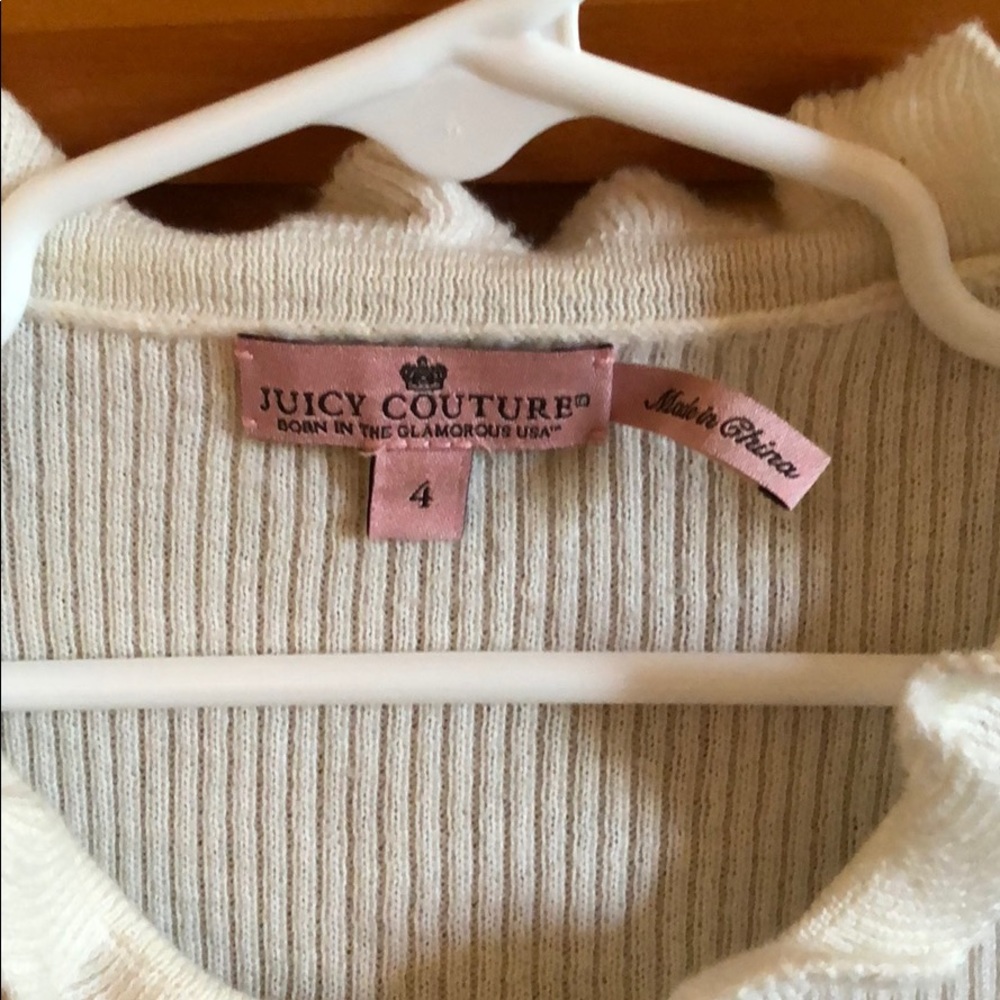 JUICY COUTURE®
BORN IN THE GLAMOROUS USA™
4
Made in China